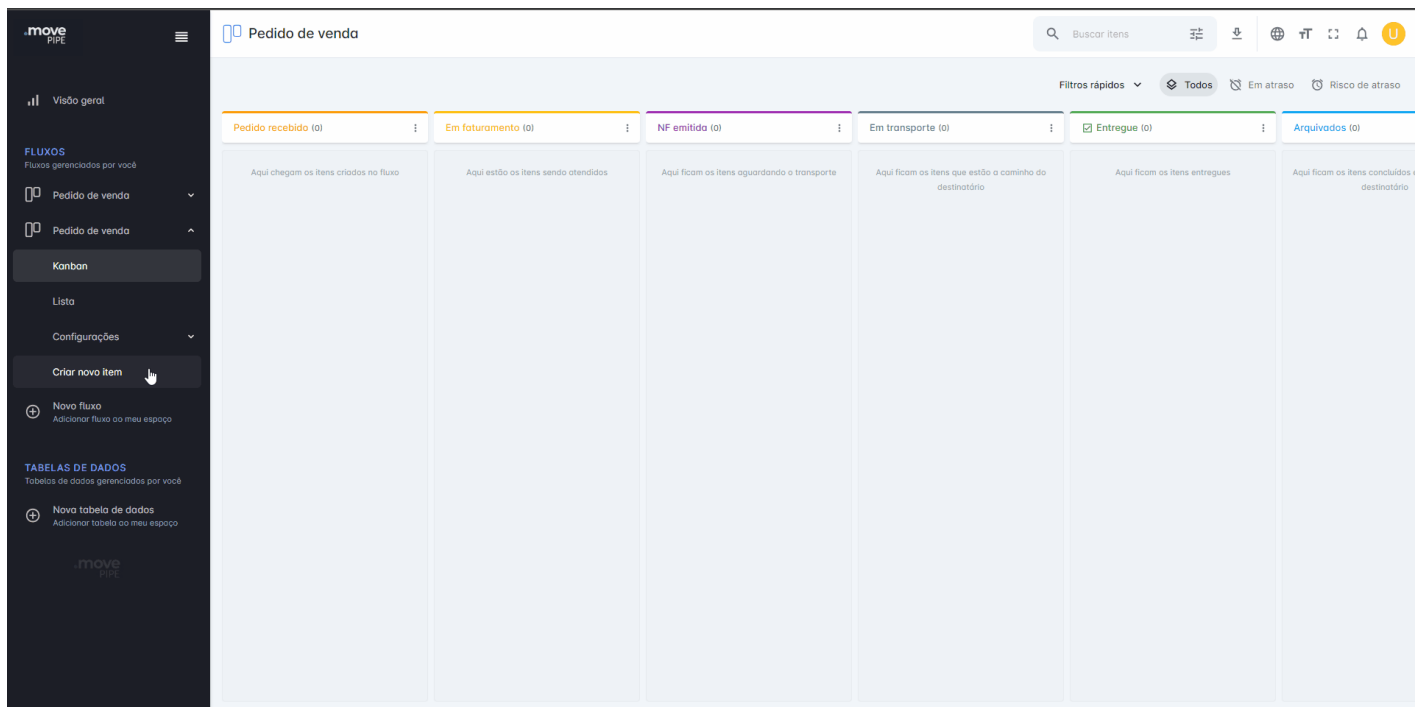 .move
PIPE
Pedido de venda
Buscar itens
U
Visão geral
Filtros rápidos
Todos
Em atraso
Risco de atraso
FLUXOS
Fluxos gerenciados por você
Pedido de venda
Pedido de venda
Kanban
Lista
Configurações
Criar novo item
Novo fluxo
Adicionar fluxo ao meu espaço
TABELAS DE DADOS
Tabelas de dados gerenciados por você
Nova tabela de dados
Adicionar tabela ao meu espaço
.move
PIPE
Pedido recebido (0)
Aqui chegam os itens criados no fluxo
Em faturamento (0)
Aqui estão os itens sendo atendidos
NF emitida (0)
Aqui ficam os itens aguardando o transporte
Em transporte (0)
Aqui ficam os itens que estão a caminho do
destinatário
Entregue (0)
Aqui ficam os itens entregues
Arquivados (0)
Aqui ficam os itens concluídos
destinatário